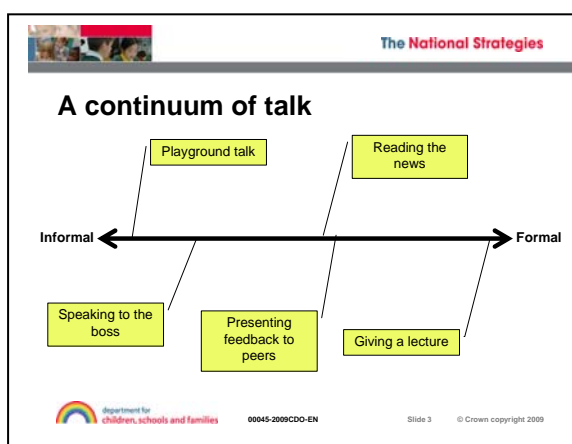 The National Strategies
A continuum of talk
Playground talk
Reading the
news
Informal
Formal
Speaking to the
boss
Presenting
feedback to
peers
Giving a lecture
department for
children, schools and families
00045-2009CDO-EN
Slide 3
© Crown copyright 2009